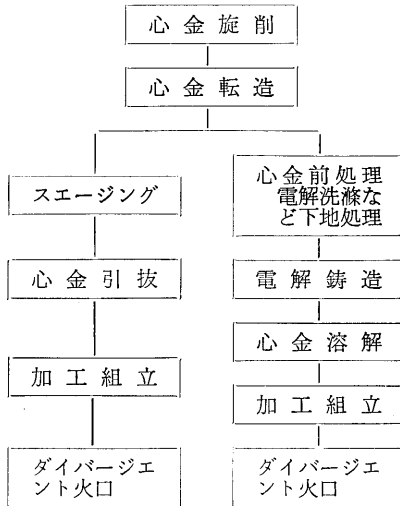 心金旋削
心金転造
スエージング
心金引抜
加工組立
ダイバージエ
ント火口
心金前処理
電解洗滌な
ど下地処理
電解鋳造
心金溶解
加工組立
ダイバージエ
ント火口